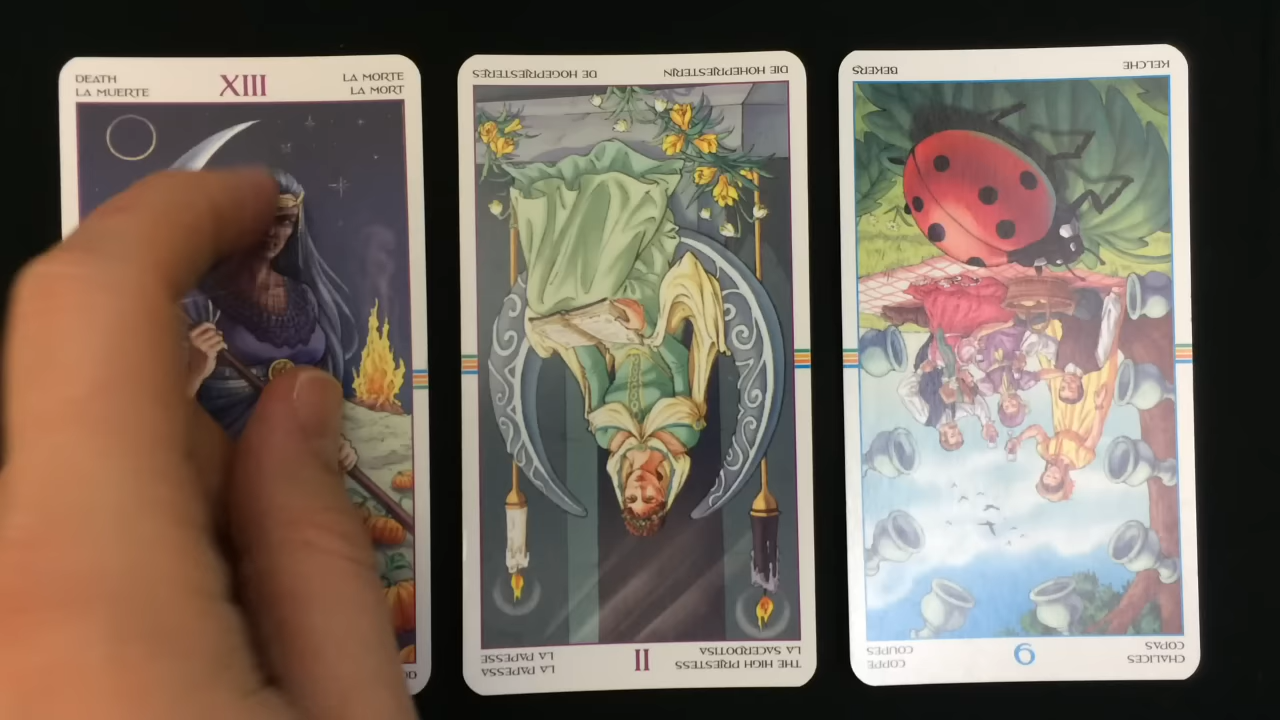 DEATH
LA MUERTE
XIII
LA MORTE
LA MORT
THE HIGH PRIESTESS
LA SACERDOTISA
II
LA PAPESSA
LA PAPESSE
DIE HOHEPRIESTERIN
DE HOGEPRIESTERES
CHALICES
COPAS
9
COPPE
COUPES
KELCHE
BEKERS